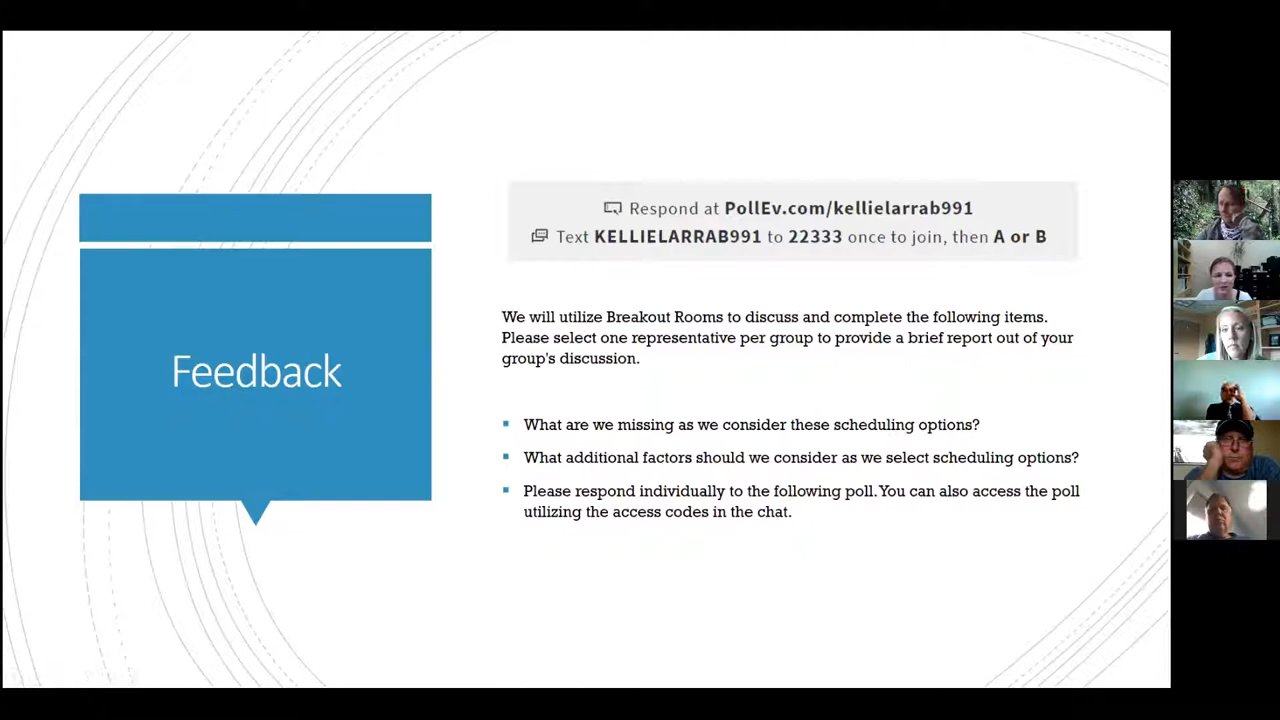 Respond at PollEv.com/kellielarrab991
Text KELLIELARRAB991 to 22333 once to join, then A or B
Feedback
We will utilize Breakout Rooms to discuss and complete the following items.
Please select one representative per group to provide a brief report out of your
group's discussion.
What are we missing as we consider these scheduling options?
What additional factors should we consider as we select scheduling options?
Please respond individually to the following poll. You can also access the poll
utilizing the access codes in the chat.